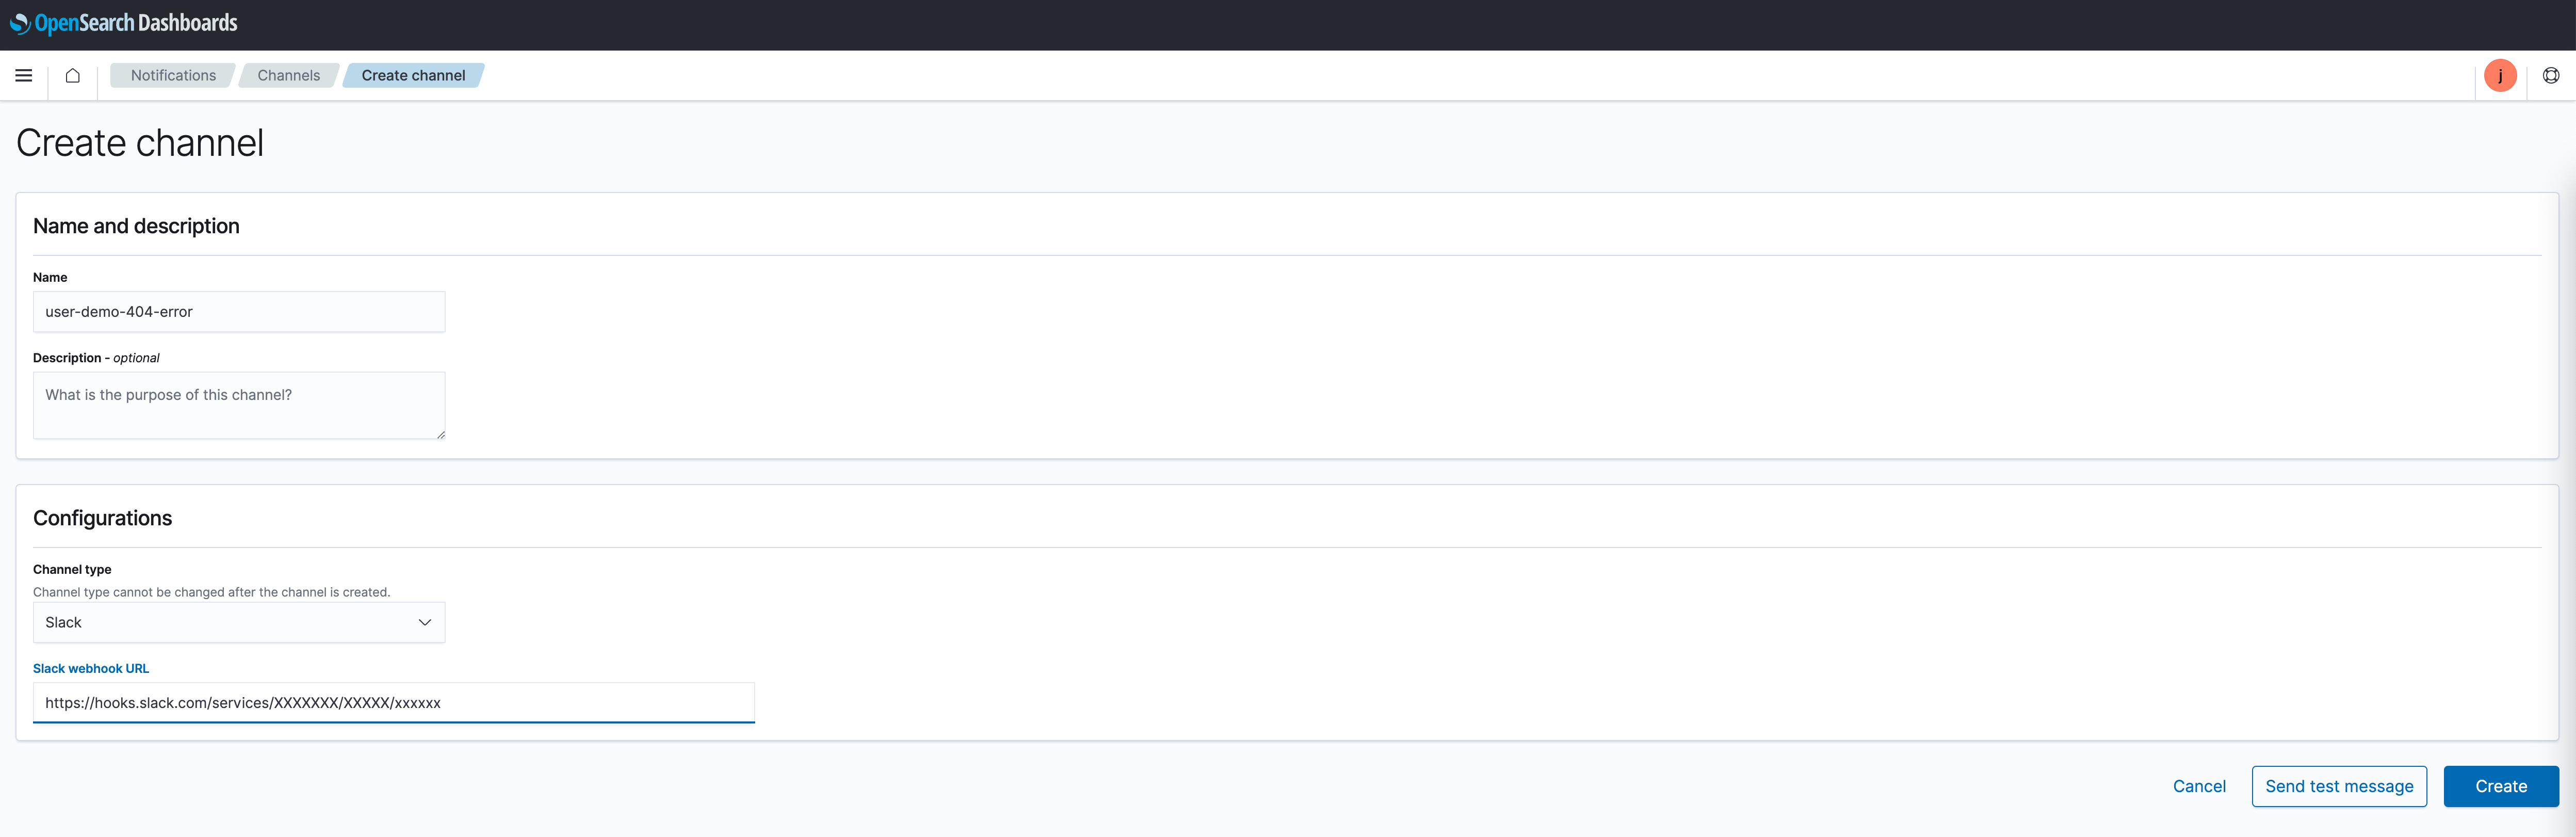 OpenSearch Dashboards
Notifications Channels Create channel j
Create channel
Name and description
Name
user-demo-404-error
Description - optional
What is the purpose of this channel?
Configurations
Channel type
Channel type cannot be changed after the channel is created.
Slack
Slack webhook URL
https://hooks.slack.com/services/XXXXXXX/XXXXX/xxxxxx
Cancel Send test message Create